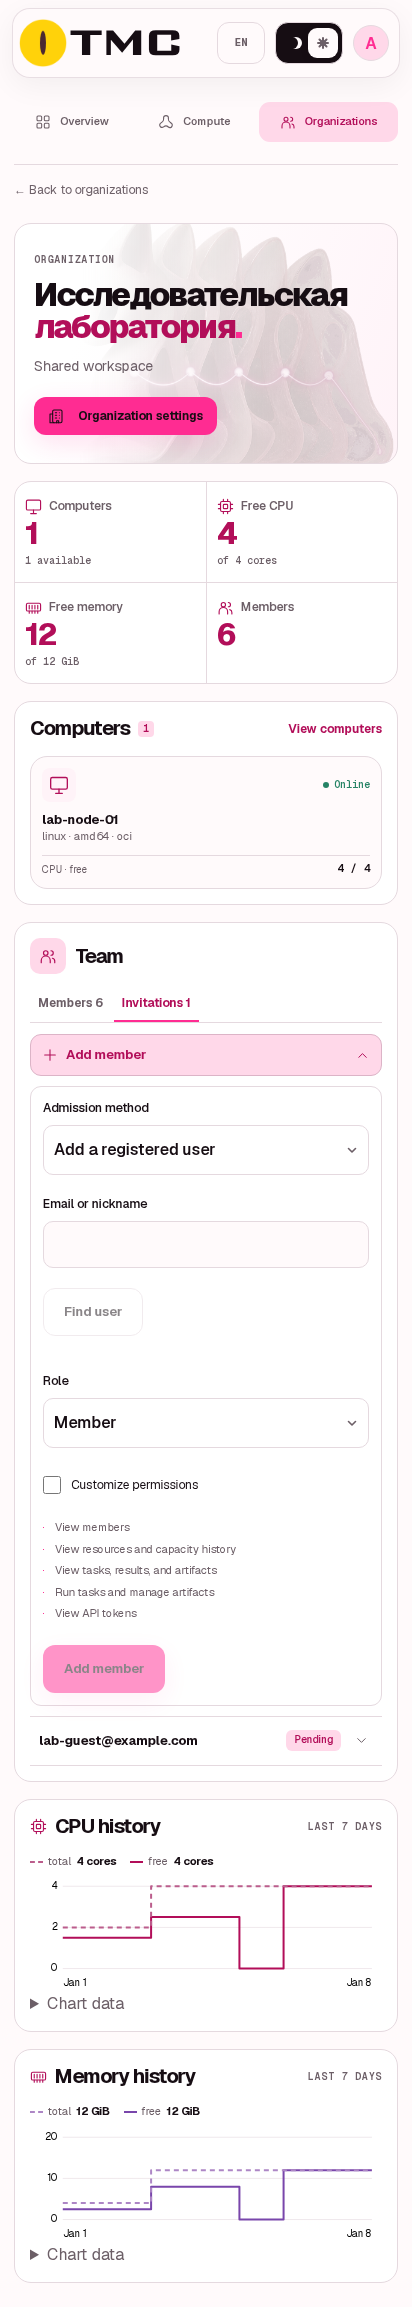 TMC
EN
A
Overview
Compute
Organizations
← Back to organizations
ORGANIZATION
Исследовательская
лаборатория.
Shared workspace
Organization settings
Computers
1
1 available
Free CPU
4
of 4 cores
Free memory
12
of 12 GiB
Members
6
Computers 1
View computers
Online
lab-node-01
linux · amd64 · oci
CPU · free
4 / 4
Team
Members 6
Invitations 1
Add member
Admission method
Add a registered user
Email or nickname
Find user
Role
Member
Customize permissions
· View members
· View resources and capacity history
· View tasks, results, and artifacts
· Run tasks and manage artifacts
· View API tokens
Add member
lab-guest@example.com
Pending
CPU history
LAST 7 DAYS
total 4 cores
free 4 cores
4
2
0
Jan 1
Jan 8
Chart data
Memory history
LAST 7 DAYS
total 12 GiB
free 12 GiB
20
10
0
Jan 1
Jan 8
Chart data